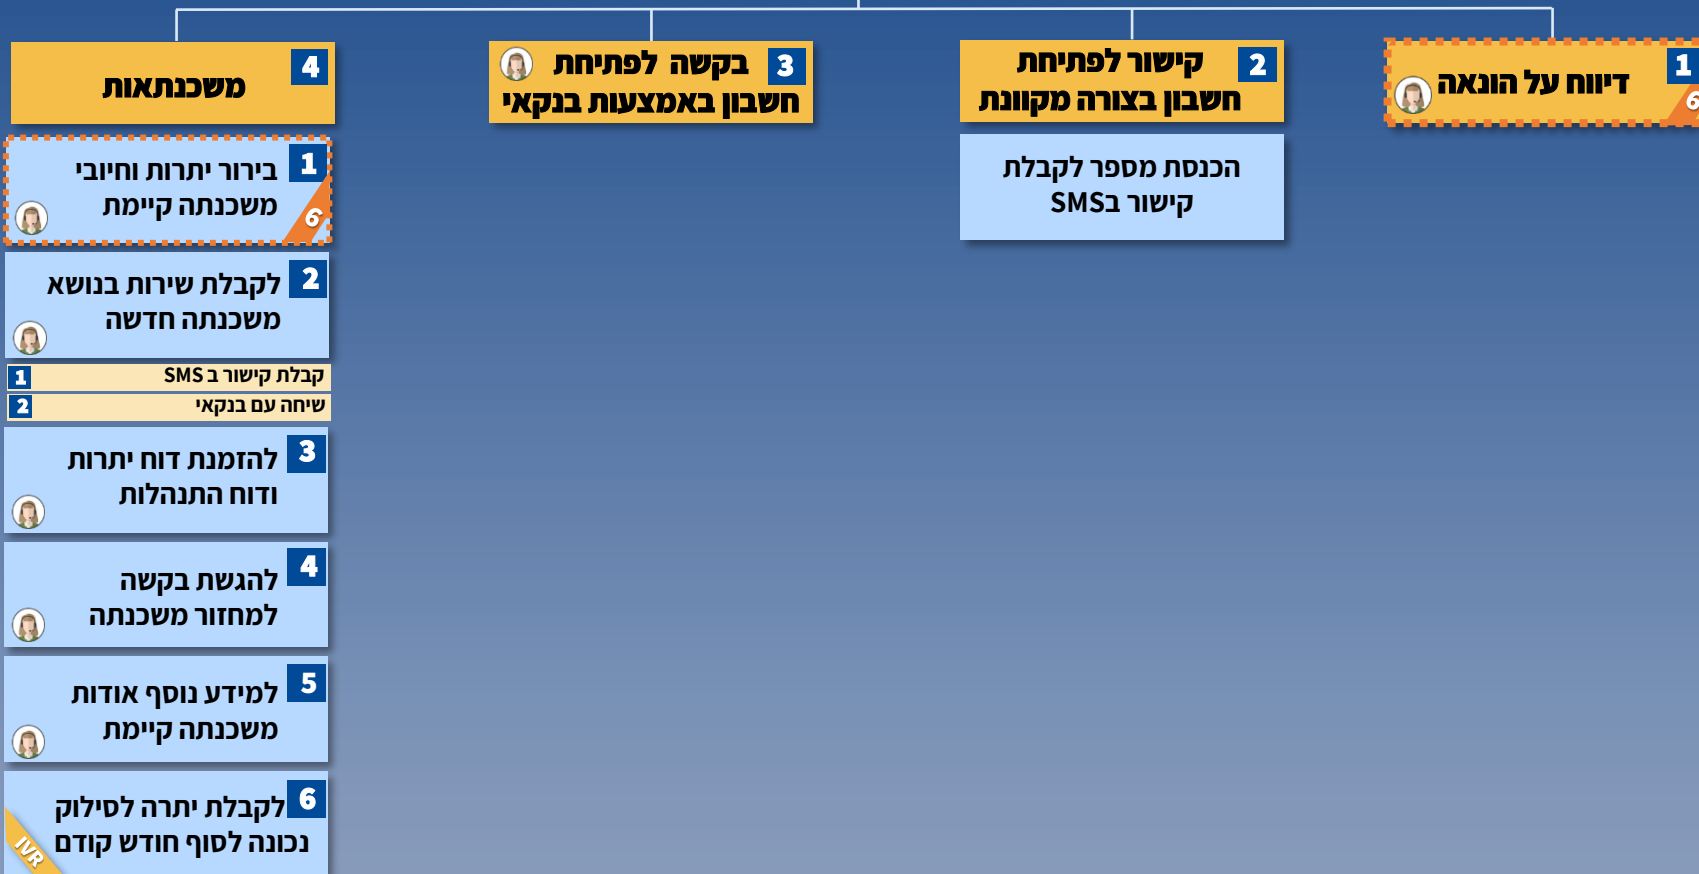 1
דיווח על הונאה
6
2
קישור לפתיחת
חשבון בצורה מקוונת
הכנסת מספר לקבלת
קישור בSMS
3
בקשה לפתיחת
חשבון באמצעות בנקאי
4
משכנתאות
1
בירור יתרות וחיובי
משכנתה קיימת
6
2
לקבלת שירות בנושא
משכנתה חדשה
קבלת קישור ב SMS 1
שיחה עם בנקאי 2
3
להזמנת דוח יתרות
ודוח התנהלות
4
להגשת בקשה
למחזור משכנתה
5
למידע נוסף אודות
משכנתה קיימת
6
לקבלת יתרה לסילוק
נכונה לסוף חודש קודם
IVR